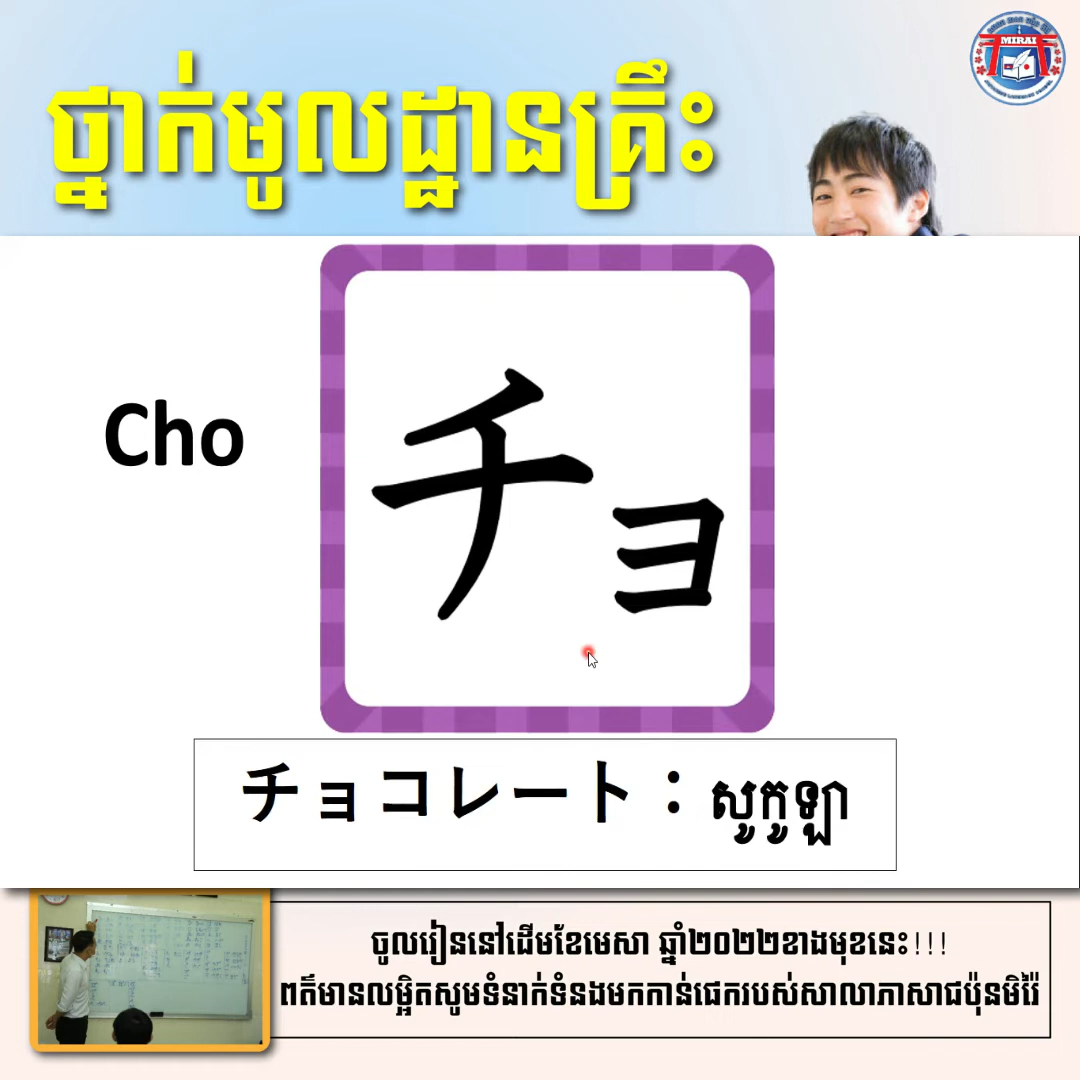 ថ្នាក់មូលដ្ឋានគ្រឹះ
MIRAI
Cho
チョ
チョコレート：សូកូឡា
ចូលរៀននៅដើមខែមេសា ឆ្នាំ២០២២ខាងមុខនេះ!!!
ពត៌មានលម្អិតសូមទំនាក់ទំនងមកកាន់ផេករបស់សាលាភាសាជប៉ុនមិរ៉ៃ